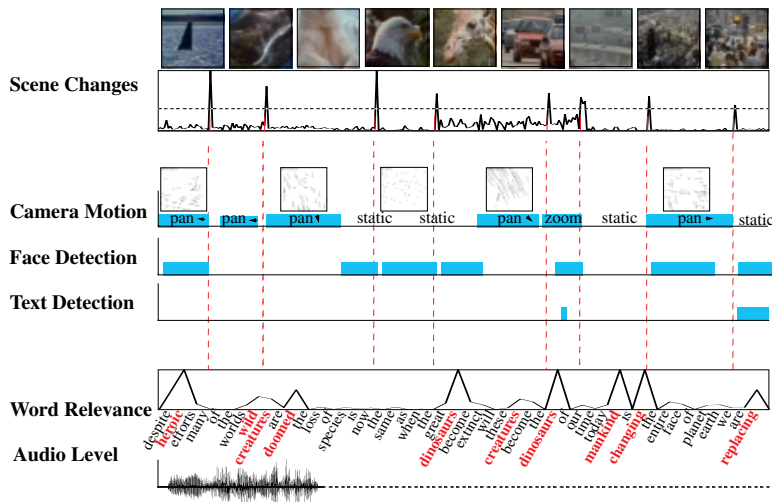 Scene Changes
Camera Motion
pan
pan
pan
static
static
pan
zoom
static
pan
static
Face Detection
Text Detection
Word Relevance
despite
heroic
efforts
many
of
the
worlds
wild
creatures
are
doomed
the
loss
of
species
is
now
the
same
as
when
the
great
dinosaurs
become
extinct
will
these
creatures
become
the
dinosaurs
of
our
time
today
mankind
is
changing
the
entire
face
of
the
planet
earth
we
are
replacing
Audio Level